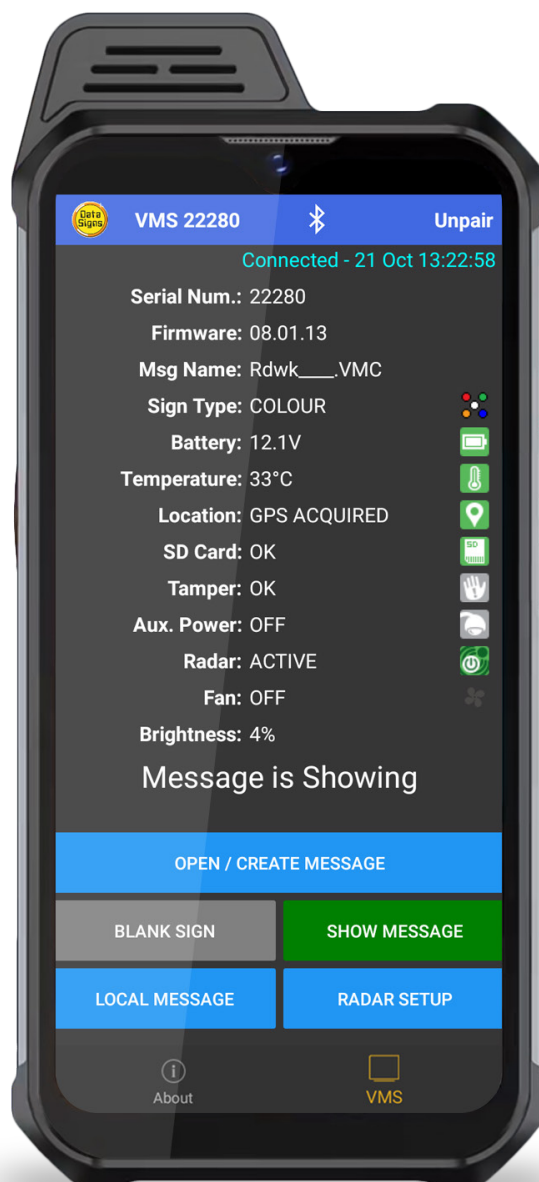 Data
Signs
VMS 22280
Unpair
Connected - 21 Oct 13:22:58
Serial Num.: 22280
Firmware: 08.01.13
Msg Name: Rdwk____.VMC
Sign Type: COLOUR
Battery: 12.1V
Temperature: 33°C
Location: GPS ACQUIRED
SD Card: OK
SD
Tamper: OK
Aux. Power: OFF
Radar: ACTIVE
Fan: OFF
Brightness: 4%
Message is Showing
OPEN / CREATE MESSAGE
BLANK SIGN
SHOW MESSAGE
LOCAL MESSAGE
RADAR SETUP
About
VMS